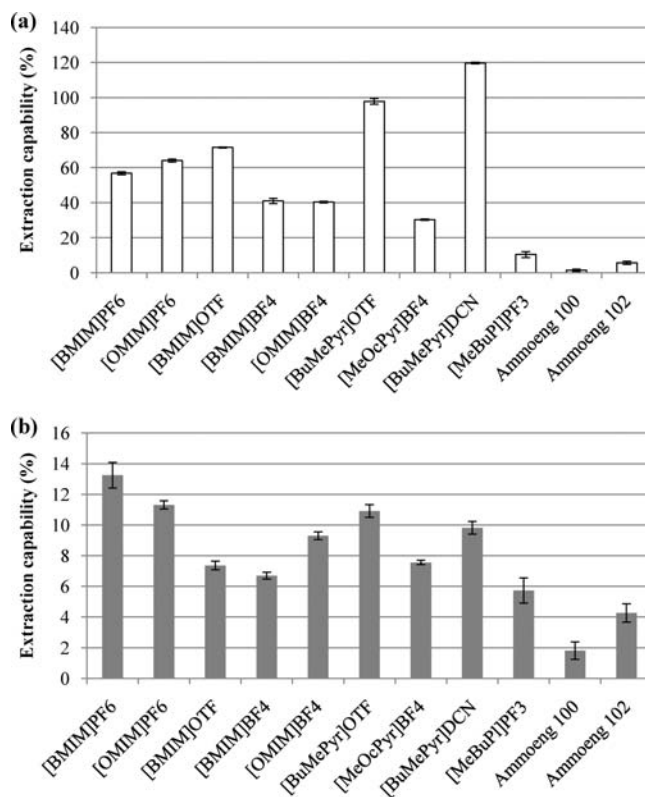 (a)
Extraction capability (%)
140
120
100
80
60
40
20
0
[BMIM]PF6
[OMIM]PF6
[BMIM]OTF
[BMIM]BF4
[OMIM]BF4
[BuMePyr]OTF
[MeOcPyr]BF4
[BuMePyr]DCN
[MeBuPl]PF3
Ammoeng 100
Ammoeng 102
(b)
Extraction capability (%)
16
14
12
10
8
6
4
2
0
[BMIM]PF6
[OMIM]PF6
[BMIM]OTF
[BMIM]BF4
[OMIM]BF4
[BuMePyr]OTF
[MeOcPyr]BF4
[BuMePyr]DCN
[MeBuPl]PF3
Ammoeng 100
Ammoeng 102